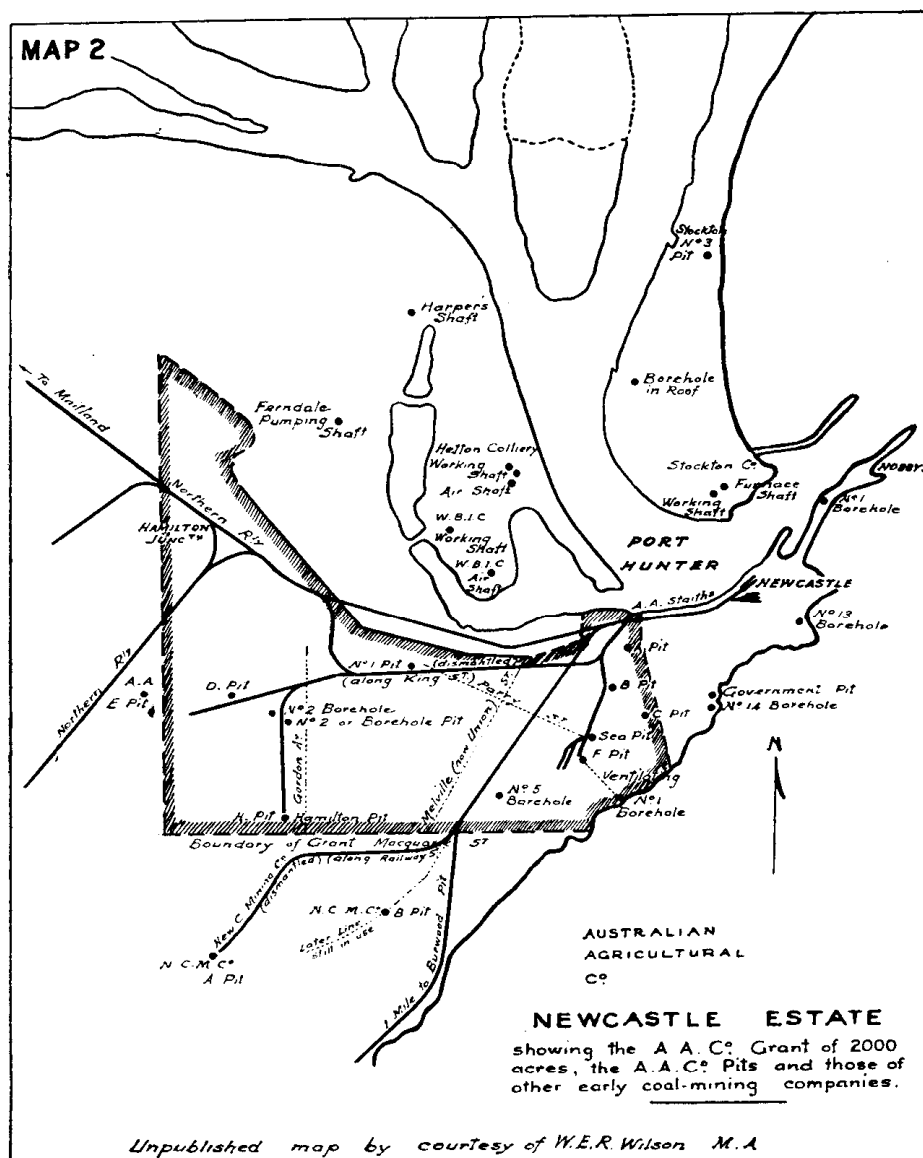 MAP 2
Stockton
Nº 3
Pit
Harper's
Shaft
To Maitland
Borehole
in Roof
Ferndale
Pumping
Shaft
Hetton Colliery
Working
Shaft
Air Shaft
Stockton Cº
Furnace
Shaft
Working
Shaft
NOBBYS
Nº 1
Borehole
Northern Rly
HAMILTON
JUNCTN
W.B.I.C
Working
Shaft
W.B.I.C
Air
Shaft
PORT
HUNTER
NEWCASTLE
A.A. Staiths
Nº 13
Borehole
A Pit
Nº 1 Pit
(dismantled)
(along King ST.)
Northern Rly
A.A
E Pit
D. Pit
B Pit
Government Pit
Nº 14 Borehole
C Pit
Nº 2 Borehole
Nº 2 or Borehole Pit
Sea Pit
F Pit
Ventilating
Gordon Av.
Melville (now Union)
Nº 5
Borehole
Nº 1
Borehole
Hamilton Pit
Boundary of Grant Macquarie ST
(along Railway S.)
New C Mining Cº
(dismantled)
N.C.M.Cº B Pit
Later Line
still in use
N.C.M.Cº
A Pit
1 Mile to Burwood Pit
N
AUSTRALIAN
AGRICULTURAL
Cº
NEWCASTLE ESTATE
showing the A A. Cº Grant of 2000
acres, the A.A.Cº Pits and those of
other early coal-mining companies.
Unpublished map by courtesy of W.E.R. Wilson M.A